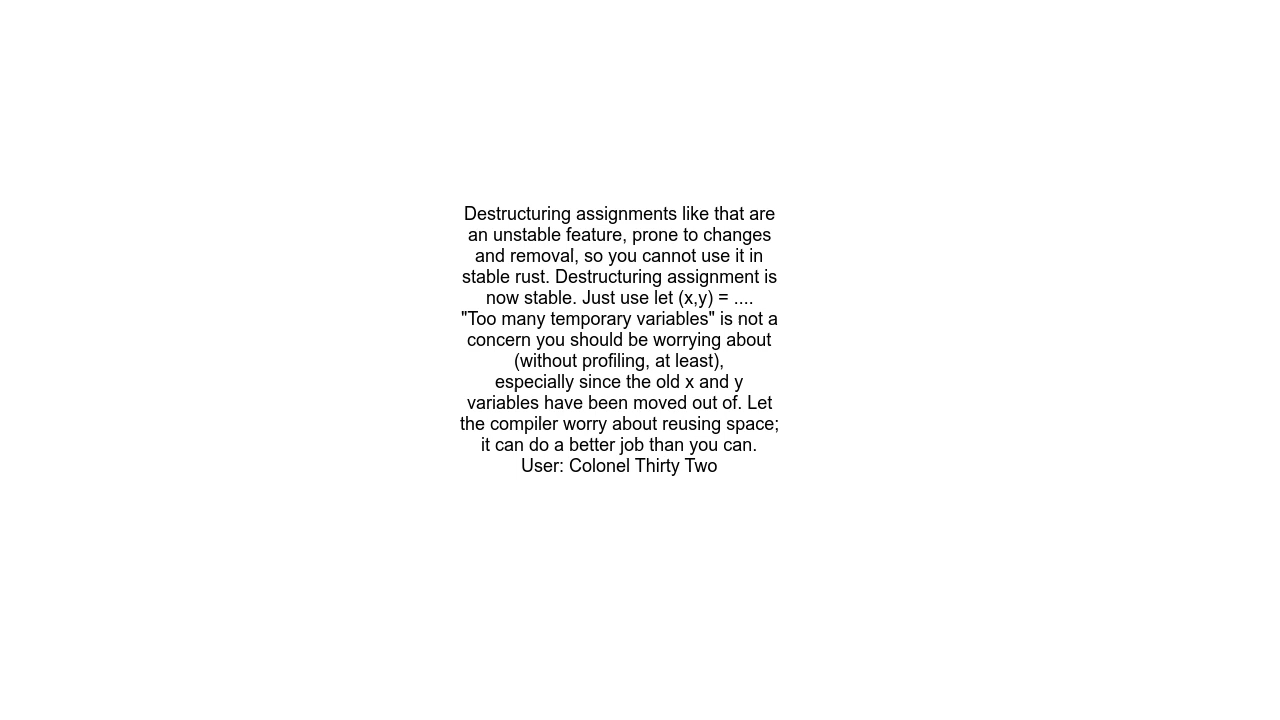 Destructuring assignments like that are
an unstable feature, prone to changes
and removal, so you cannot use it in
stable rust. Destructuring assignment is
now stable. Just use let (x,y) = ....
"Too many temporary variables" is not a
concern you should be worrying about
(without profiling, at least),
especially since the old x and y
variables have been moved out of. Let
the compiler worry about reusing space;
it can do a better job than you can.
User: Colonel Thirty Two